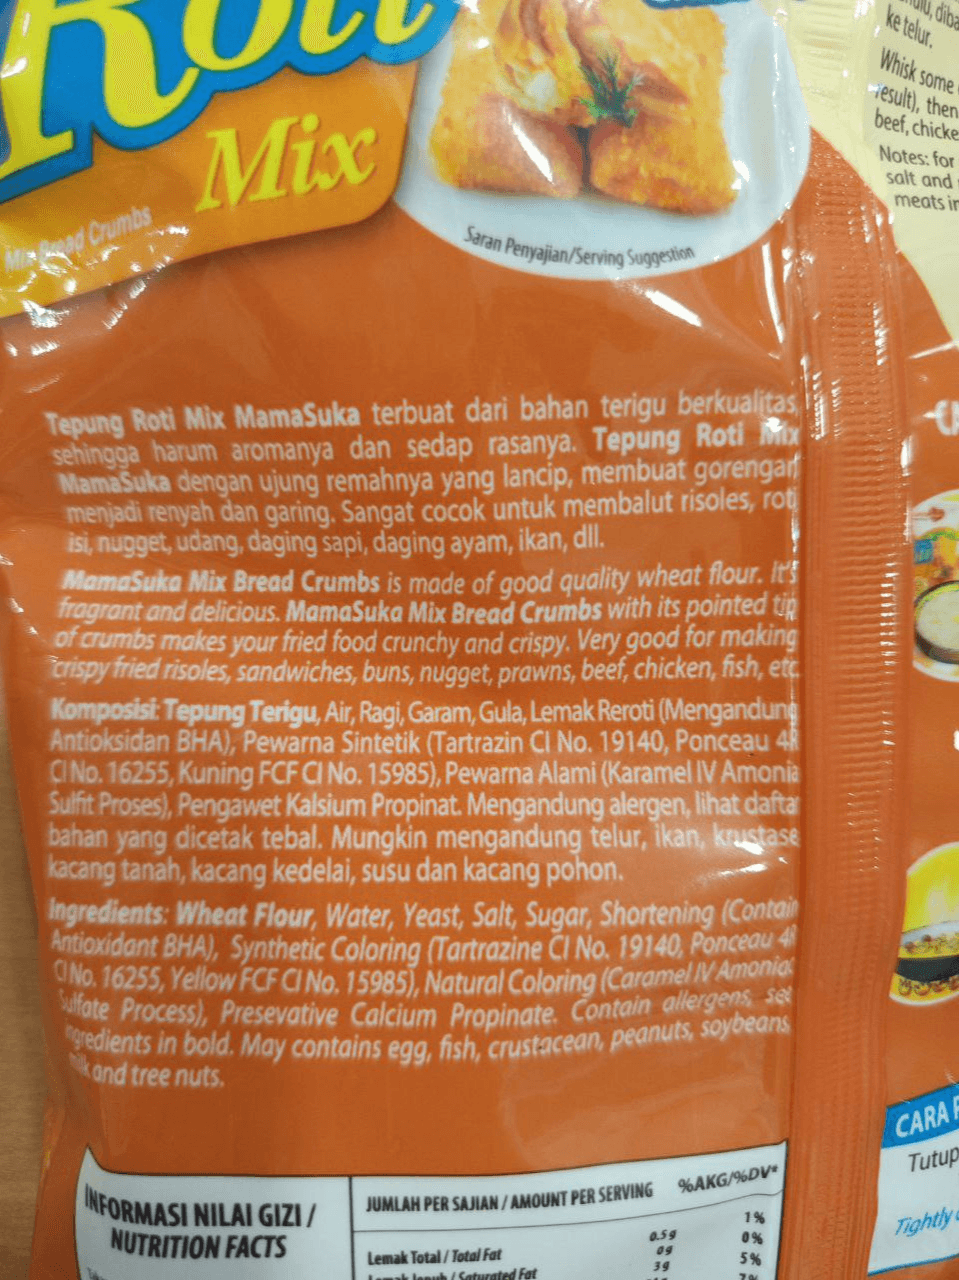 Roti
Mix
Mix Bread Crumbs
Saran Penyajian/Serving Suggestion
ke telur.
Whisk some
result), then
beef, chicke
Notes: for
salt and
meats in
Tepung Roti Mix MamaSuka terbuat dari bahan terigu berkualitas,
sehingga harum aromanya dan sedap rasanya. Tepung Roti Mix
MamaSuka dengan ujung remahnya yang lancip, membuat gorengan
menjadi renyah dan garing. Sangat cocok untuk membalut risoles, roti
isi, nugget, udang, daging sapi, daging ayam, ikan, dll.
MamaSuka Mix Bread Crumbs is made of good quality wheat flour. It's
fragrant and delicious. MamaSuka Mix Bread Crumbs with its pointed tip
of crumbs makes your fried food crunchy and crispy. Very good for making
crispy fried risoles, sandwiches, buns, nugget, prawns, beef, chicken, fish, etc.
Komposisi: Tepung Terigu, Air, Ragi, Garam, Gula, Lemak Reroti (Mengandung
Antioksidan BHA), Pewarna Sintetik (Tartrazin CI No. 19140, Ponceau 4R
CI No. 16255, Kuning FCF CI No. 15985), Pewarna Alami (Karamel IV Amonia
Sulfit Proses), Pengawet Kalsium Propinat. Mengandung alergen, lihat daftar
bahan yang dicetak tebal. Mungkin mengandung telur, ikan, krustase
kacang tanah, kacang kedelai, susu dan kacang pohon.
Ingredients: Wheat Flour, Water, Yeast, Salt, Sugar, Shortening (Contain
Antioxidant BHA), Synthetic Coloring (Tartrazine CI No. 19140, Ponceau 4R
CI No. 16255, Yellow FCF CI No. 15985), Natural Coloring (Caramel IV Amonia
Sulfate Process), Presevative Calcium Propinate. Contain allergens, see
ingredients in bold. May contains egg, fish, crustacean, peanuts, soybeans
milk and tree nuts.
INFORMASI NILAI GIZI /
NUTRITION FACTS
JUMLAH PER SAJIAN / AMOUNT PER SERVING %AKG/%DV*
1%
Lemak Total / Total Fat 0.5 g 0%
Lemak Jenuh / Saturated Fat 0 g 5%
3 g 7%
CARA P
Tutup
Tightly